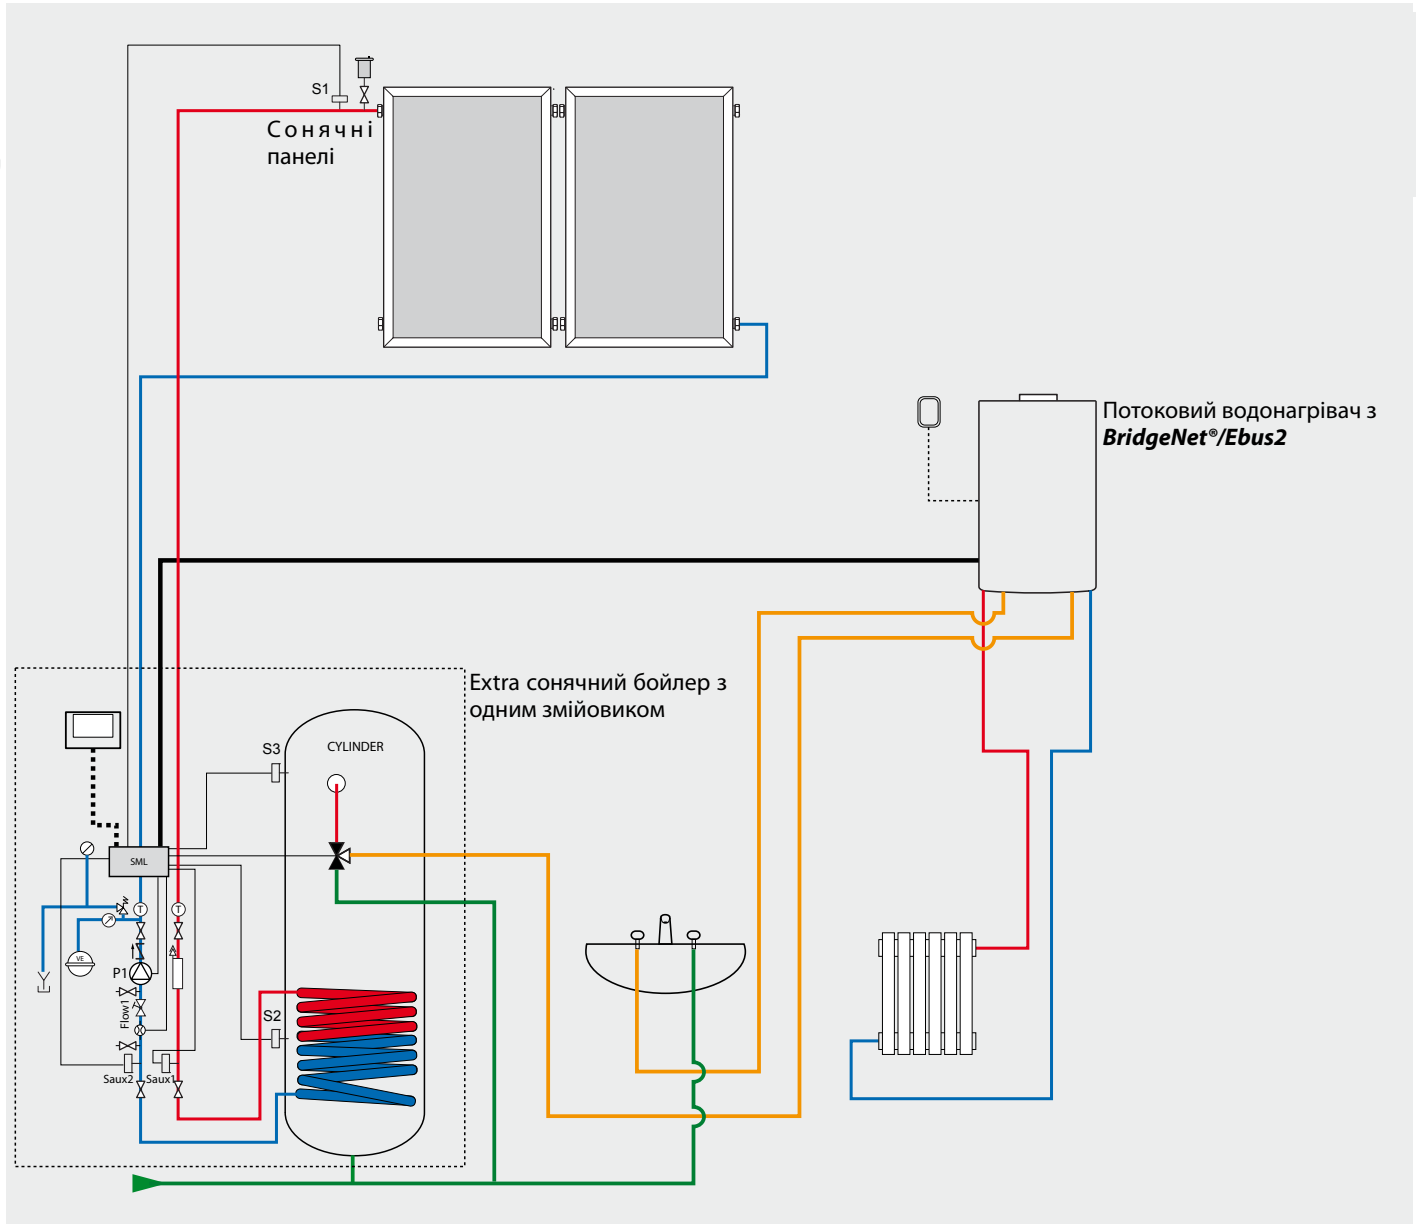 S1
Сонячні
панелі
Потоковий водонагрівач з
BridgeNet®/Ebus2
Extra сонячний бойлер з
одним змійовиком
S3
CYLINDER
SML
T
T
VE
P1
Flow1
S2
Saux2
Saux1